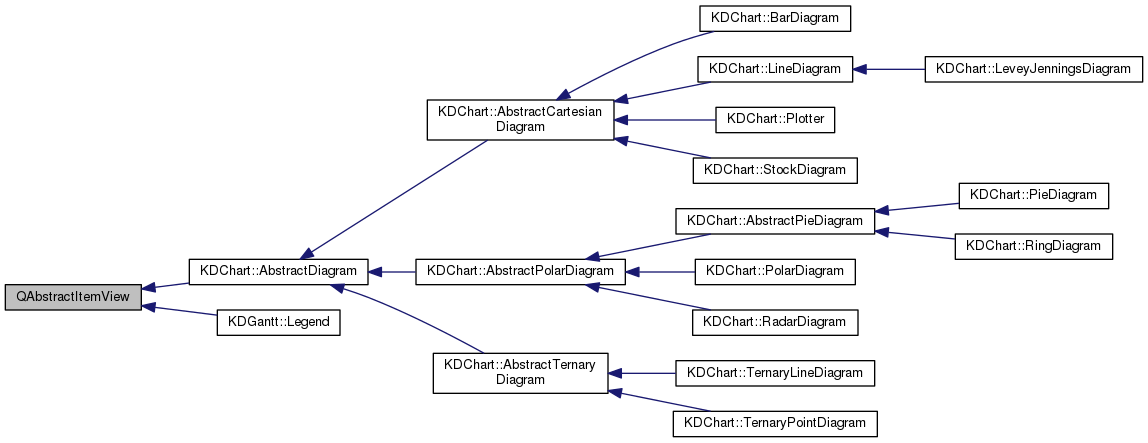 KDChart::BarDiagram
KDChart::LineDiagram
KDChart::LeveyJenningsDiagram
KDChart::AbstractCartesian
Diagram
KDChart::Plotter
KDChart::StockDiagram
KDChart::PieDiagram
KDChart::AbstractPieDiagram
KDChart::RingDiagram
KDChart::AbstractDiagram
KDChart::AbstractPolarDiagram
KDChart::PolarDiagram
QAbstractItemView
KDGantt::Legend
KDChart::RadarDiagram
KDChart::AbstractTernary
Diagram
KDChart::TernaryLineDiagram
KDChart::TernaryPointDiagram